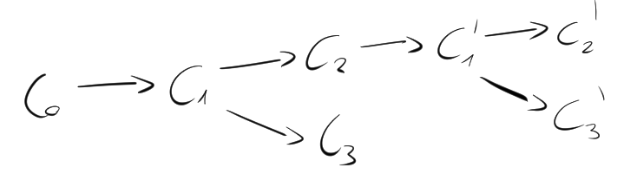 C₀ → C₁ → C₂ → C₁' → C₂'
C₃ C₃'